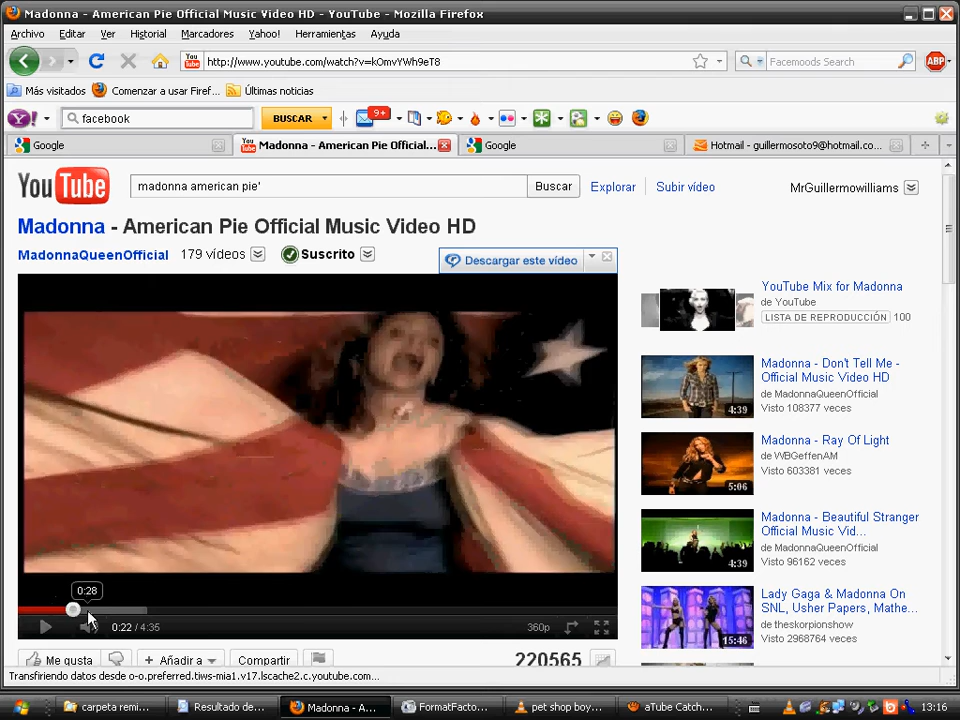 Madonna - American Pie Official Music Video HD - YouTube - Mozilla Firefox
Archivo Editar Ver Historial Marcadores Yahoo! Herramientas Ayuda
http://www.youtube.com/watch?v=kOmvYWh9eT8
Facemoods Search
ABP
Más visitados Comenzar a usar Firef... Últimas noticias
Y! facebook BUSCAR 9+
Google Madonna - American Pie Official... Google Hotmail - guillermosoto9@hotmail.co...
YouTube madonna american pie' Buscar Explorar Subir vídeo MrGuillermowilliams
Madonna - American Pie Official Music Video HD
MadonnaQueenOfficial 179 vídeos Suscrito
Descargar este vídeo
0:28
0:22 / 4:35 360p
Me gusta + Añadir a Compartir 220565
YouTube Mix for Madonna
de YouTube
LISTA DE REPRODUCCIÓN 100
Madonna - Don't Tell Me -
Official Music Video HD
de MadonnaQueenOfficial
Visto 108377 veces
4:39
Madonna - Ray Of Light
de WBGeffenAM
Visto 603381 veces
5:06
Madonna - Beautiful Stranger
Official Music Vid...
de MadonnaQueenOfficial
Visto 96162 veces
4:39
Lady Gaga & Madonna On
SNL, Usher Papers, Mathe...
de theskorpionshow
Visto 2968764 veces
15:46
Transfiriendo datos desde o-o.preferred.tiws-mia1.v17.lscache2.c.youtube.com...
carpeta remi... Resultado de... Madonna - A... FormatFacto... pet shop boy... aTube Catch... 13:16